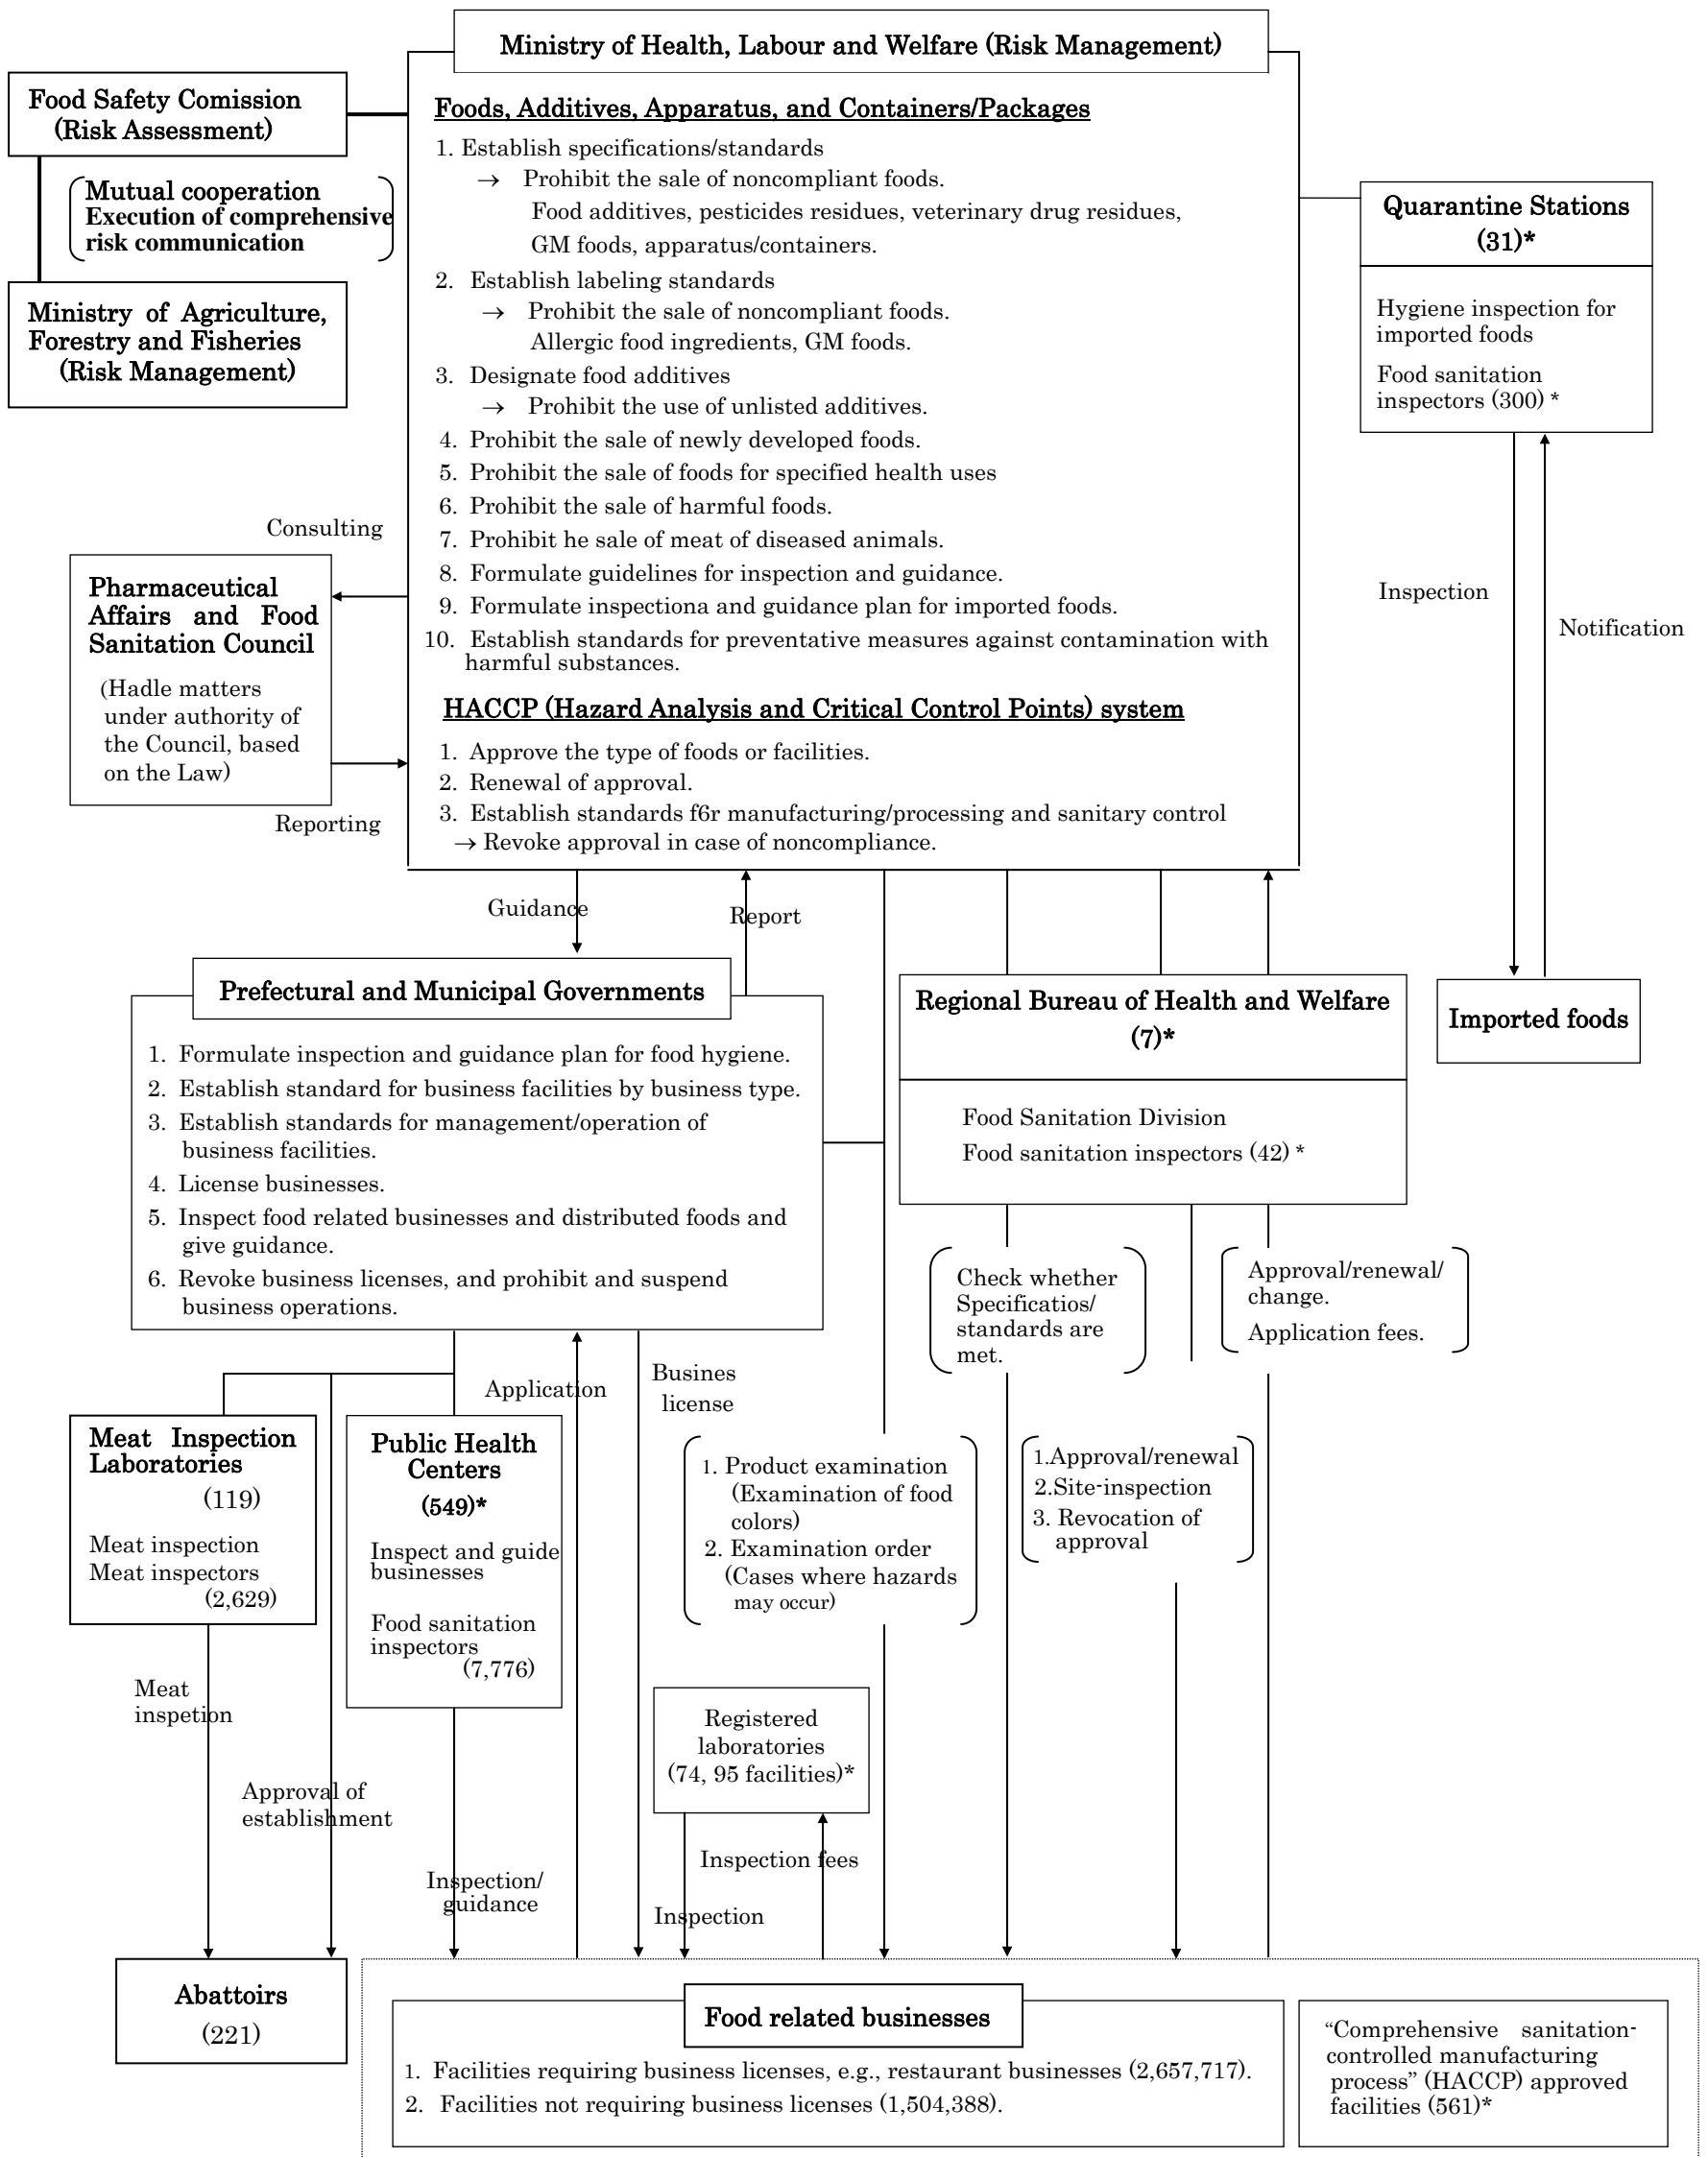 Ministry of Health, Labour and Welfare (Risk Management)
Food Safety Comission
(Risk Assessment)
Mutual cooperation
Execution of comprehensive
risk communication
Ministry of Agriculture,
Forestry and Fisheries
(Risk Management)
Foods, Additives, Apparatus, and Containers/Packages
1. Establish specifications/standards
→ Prohibit the sale of noncompliant foods.
Food additives, pesticides residues, veterinary drug residues,
GM foods, apparatus/containers.
2. Establish labeling standards
→ Prohibit the sale of noncompliant foods.
Allergic food ingredients, GM foods.
3. Designate food additives
→ Prohibit the use of unlisted additives.
4. Prohibit the sale of newly developed foods.
5. Prohibit the sale of foods for specified health uses
6. Prohibit the sale of harmful foods.
7. Prohibit he sale of meat of diseased animals.
8. Formulate guidelines for inspection and guidance.
9. Formulate inspectiona and guidance plan for imported foods.
10. Establish standards for preventative measures against contamination with
harmful substances.
HACCP (Hazard Analysis and Critical Control Points) system
1. Approve the type of foods or facilities.
2. Renewal of approval.
3. Establish standards f6r manufacturing/processing and sanitary control
→ Revoke approval in case of noncompliance.
Quarantine Stations
(31)*
Hygiene inspection for
imported foods
Food sanitation
inspectors (300) *
Inspection
Notification
Imported foods
Consulting
Pharmaceutical
Affairs and Food
Sanitation Council
(Hadle matters
under authority of
the Council, based
on the Law)
Reporting
Guidance
Report
Prefectural and Municipal Governments
1. Formulate inspection and guidance plan for food hygiene.
2. Establish standard for business facilities by business type.
3. Establish standards for management/operation of
business facilities.
4. License businesses.
5. Inspect food related businesses and distributed foods and
give guidance.
6. Revoke business licenses, and prohibit and suspend
business operations.
Regional Bureau of Health and Welfare
(7)*
Food Sanitation Division
Food sanitation inspectors (42) *
Check whether
Specificatios/
standards are
met.
Approval/renewal/
change.
Application fees.
Application
Busines
license
Meat Inspection
Laboratories
(119)
Meat inspection
Meat inspectors
(2,629)
Public Health
Centers
(549)*
Inspect and guide
businesses
Food sanitation
inspectors
(7,776)
1. Product examination
(Examination of food
colors)
2. Examination order
(Cases where hazards
may occur)
1.Approval/renewal
2.Site-inspection
3. Revocation of
approval
Meat
inspetion
Approval of
establishment
Inspection/
guidance
Registered
laboratories
(74, 95 facilities)*
Inspection fees
Inspection
Abattoirs
(221)
Food related businesses
1. Facilities requiring business licenses, e.g., restaurant businesses (2,657,717).
2. Facilities not requiring business licenses (1,504,388).
“Comprehensive sanitation-
controlled manufacturing
process” (HACCP) approved
facilities (561)*